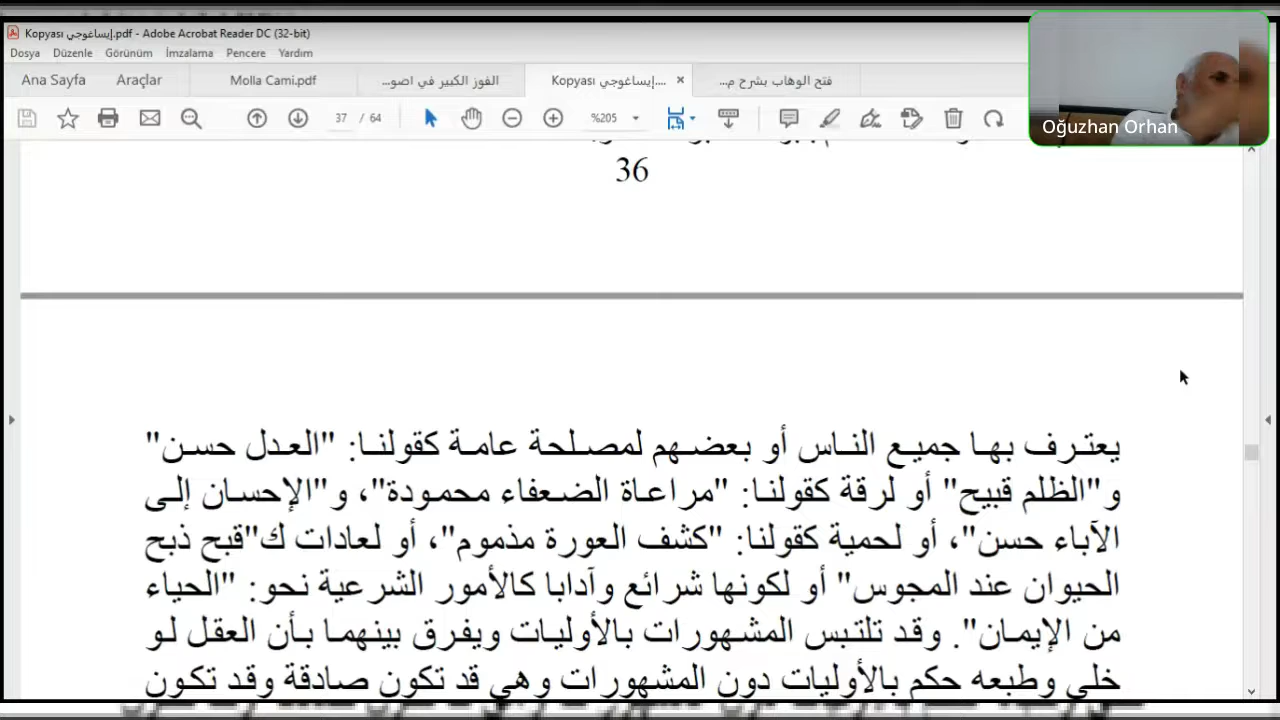 Kopyası إيساغوجي.pdf - Adobe Acrobat Reader DC (32-bit)
Dosya Düzenle Görünüm İmzalama Pencere Yardım
Ana Sayfa Araçlar Molla Cami.pdf الفوز الكبير في اصو... Kopyası إيساغوجي.... × فتح الوهاب بشرح م...
37 / 64 %205
Oğuzhan Orhan
36
يعترف بها جميع الناس أو بعضهم لمصلحة عامة كقولنا: "العدل حسن"
و"الظلم قبيح" أو لرقة كقولنا: "مراعاة الضعفاء محمودة"، و"الإحسان إلى
الآباء حسن"، أو لحمية كقولنا: "كشف العورة مذموم"، أو لعادات ك"قبح ذبح
الحيوان عند المجوس" أو لكونها شرائع وآدابا كالأمور الشرعية نحو: "الحياء
من الإيمان". وقد تلتبس المشهورات بالأوليات ويفرق بينهما بأن العقل لو
خلي وطبعه حكم بالأوليات دون المشهورات وهي قد تكون صادقة وقد تكون